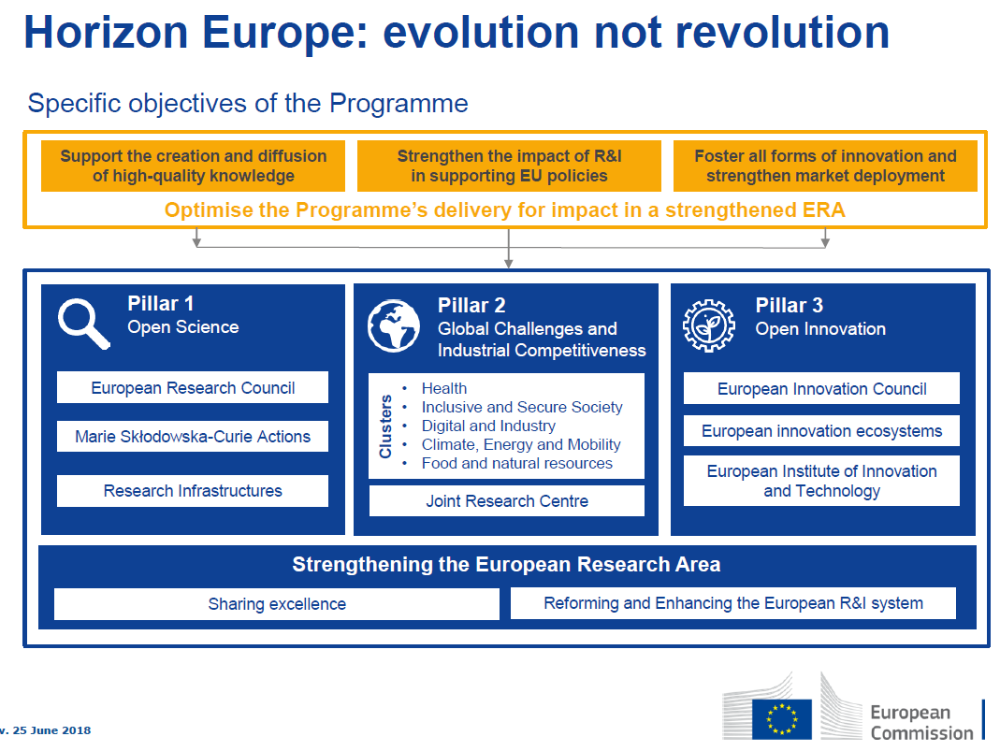 Horizon Europe: evolution not revolution
Specific objectives of the Programme
Support the creation and diffusion
of high-quality knowledge
Strengthen the impact of R&I
in supporting EU policies
Foster all forms of innovation and
strengthen market deployment
Optimise the Programme's delivery for impact in a strengthened ERA
Pillar 1
Open Science
European Research Council
Marie Skłodowska-Curie Actions
Research Infrastructures
Pillar 2
Global Challenges and
Industrial Competitiveness
Clusters
• Health
• Inclusive and Secure Society
• Digital and Industry
• Climate, Energy and Mobility
• Food and natural resources
Joint Research Centre
Pillar 3
Open Innovation
European Innovation Council
European innovation ecosystems
European Institute of Innovation
and Technology
Strengthening the European Research Area
Sharing excellence
Reforming and Enhancing the European R&I system
v. 25 June 2018
European
Commission